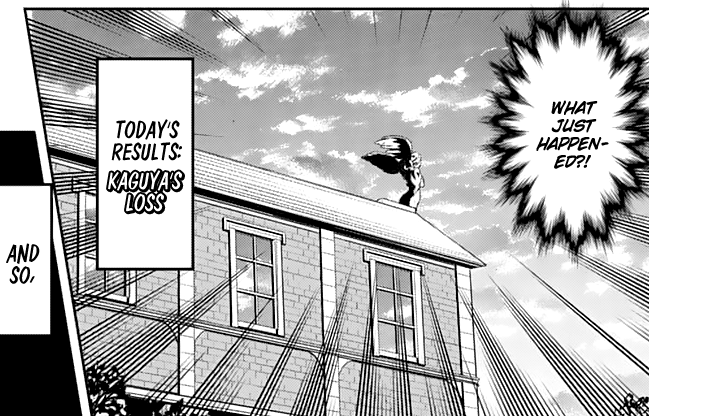 WHAT
JUST
HAPPEN-
ED?!
TODAY'S
RESULTS:
KAGUYA'S
LOSS
AND
SO,